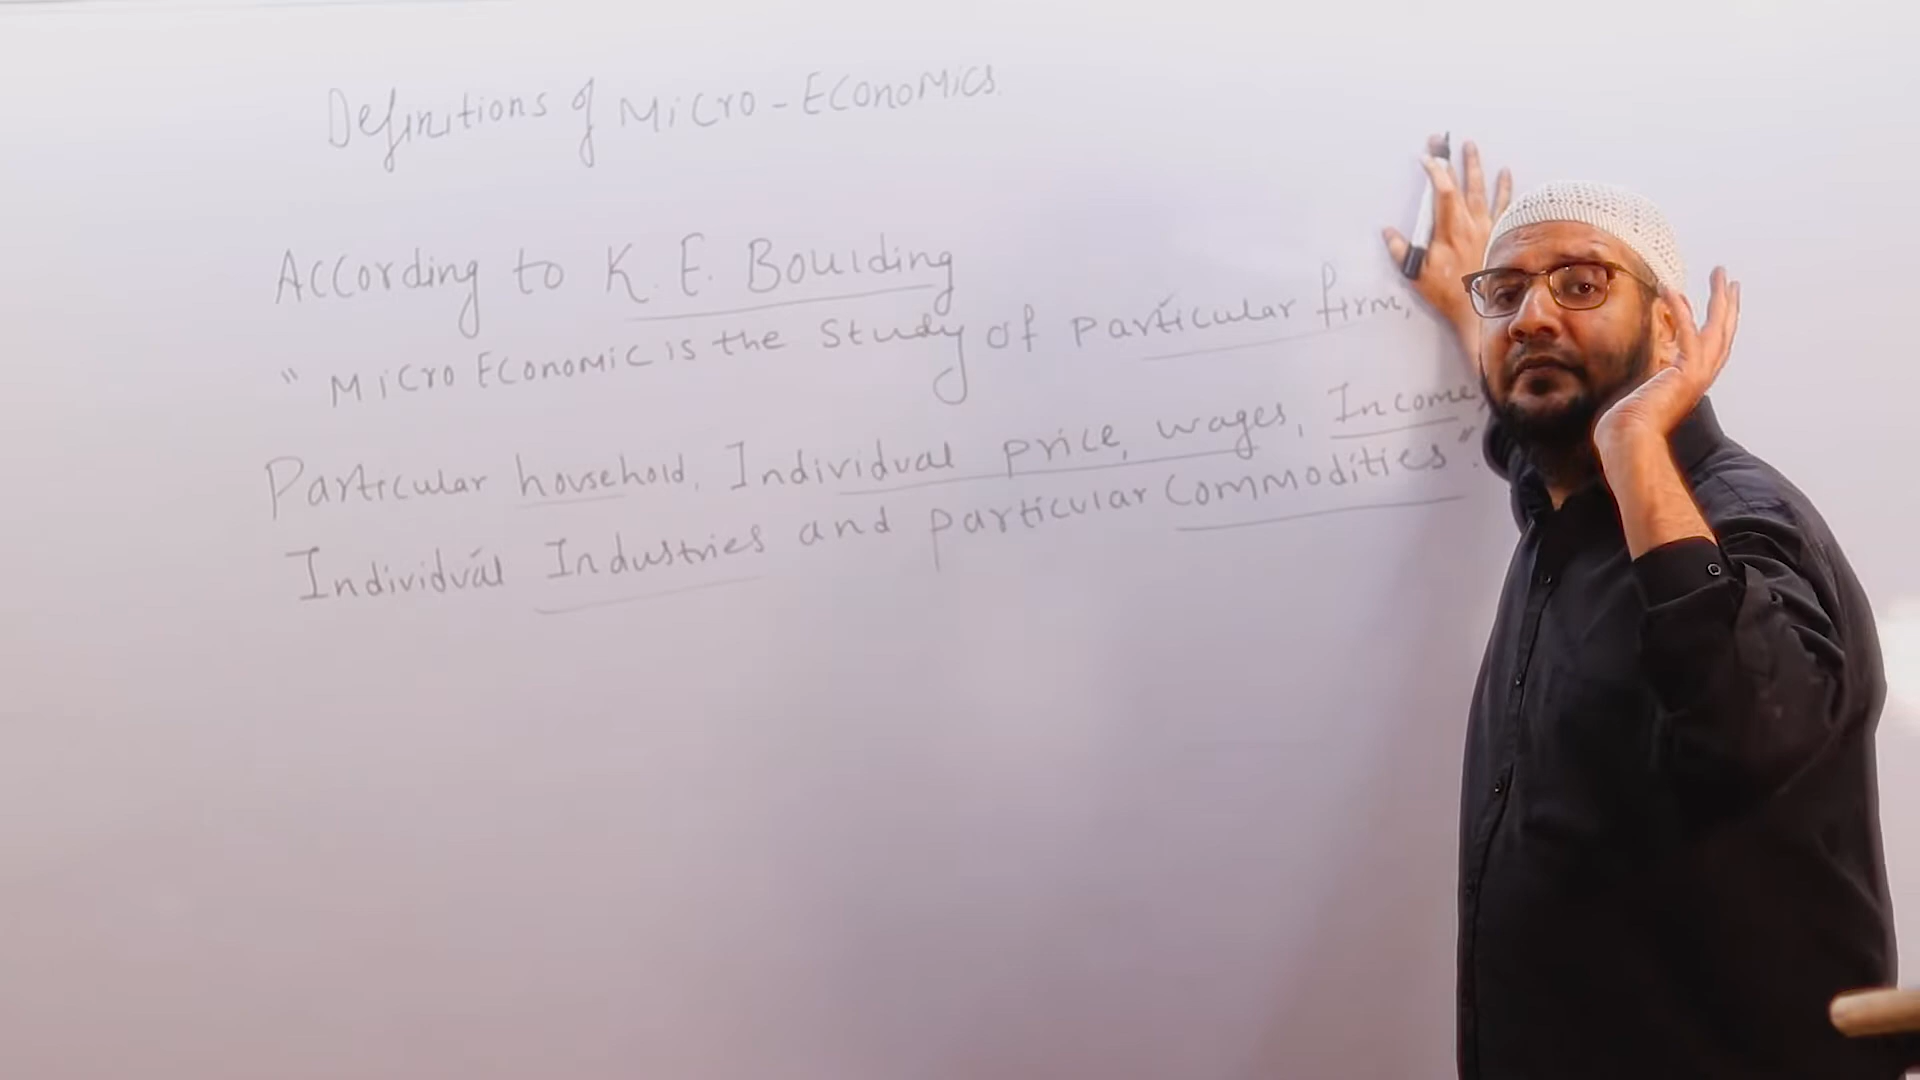 Definitions of Micro-Economics.
According to K. E. Boulding
" Micro Economic is the study of particular firm,
Particular household, Individual price, wages, Income,
Individual Industries and particular commodities".